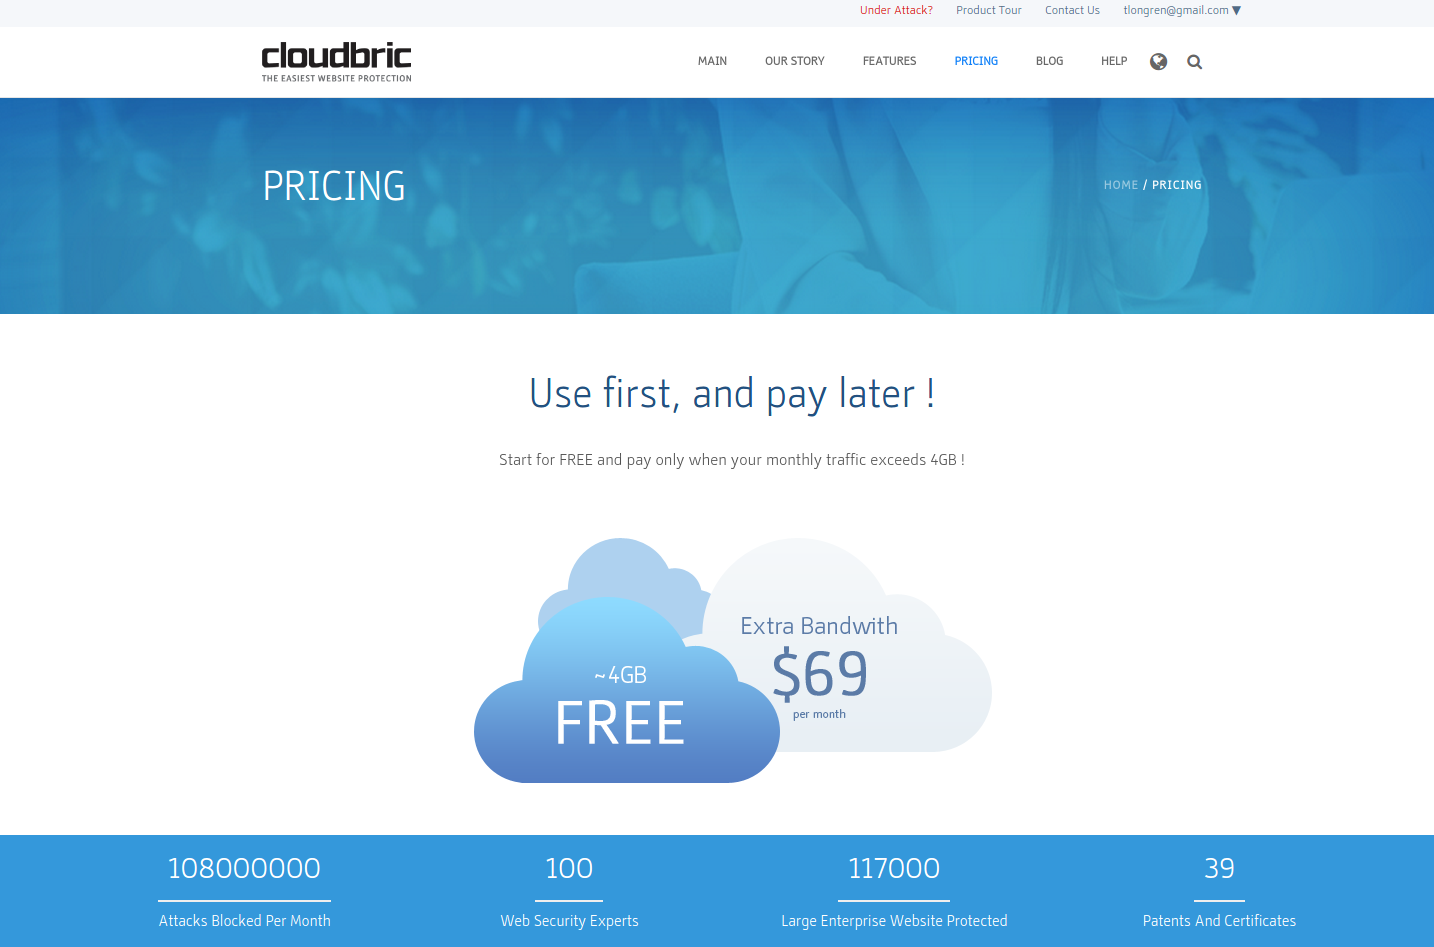 Under Attack? Product Tour Contact Us tlongren@gmail.com ▼
cloudbric
THE EASIEST WEBSITE PROTECTION
MAIN OUR STORY FEATURES PRICING BLOG HELP
PRICING
HOME / PRICING
Use first, and pay later !
Start for FREE and pay only when your monthly traffic exceeds 4GB !
~4GB
FREE
Extra Bandwith
$69
per month
108000000
Attacks Blocked Per Month
100
Web Security Experts
117000
Large Enterprise Website Protected
39
Patents And Certificates